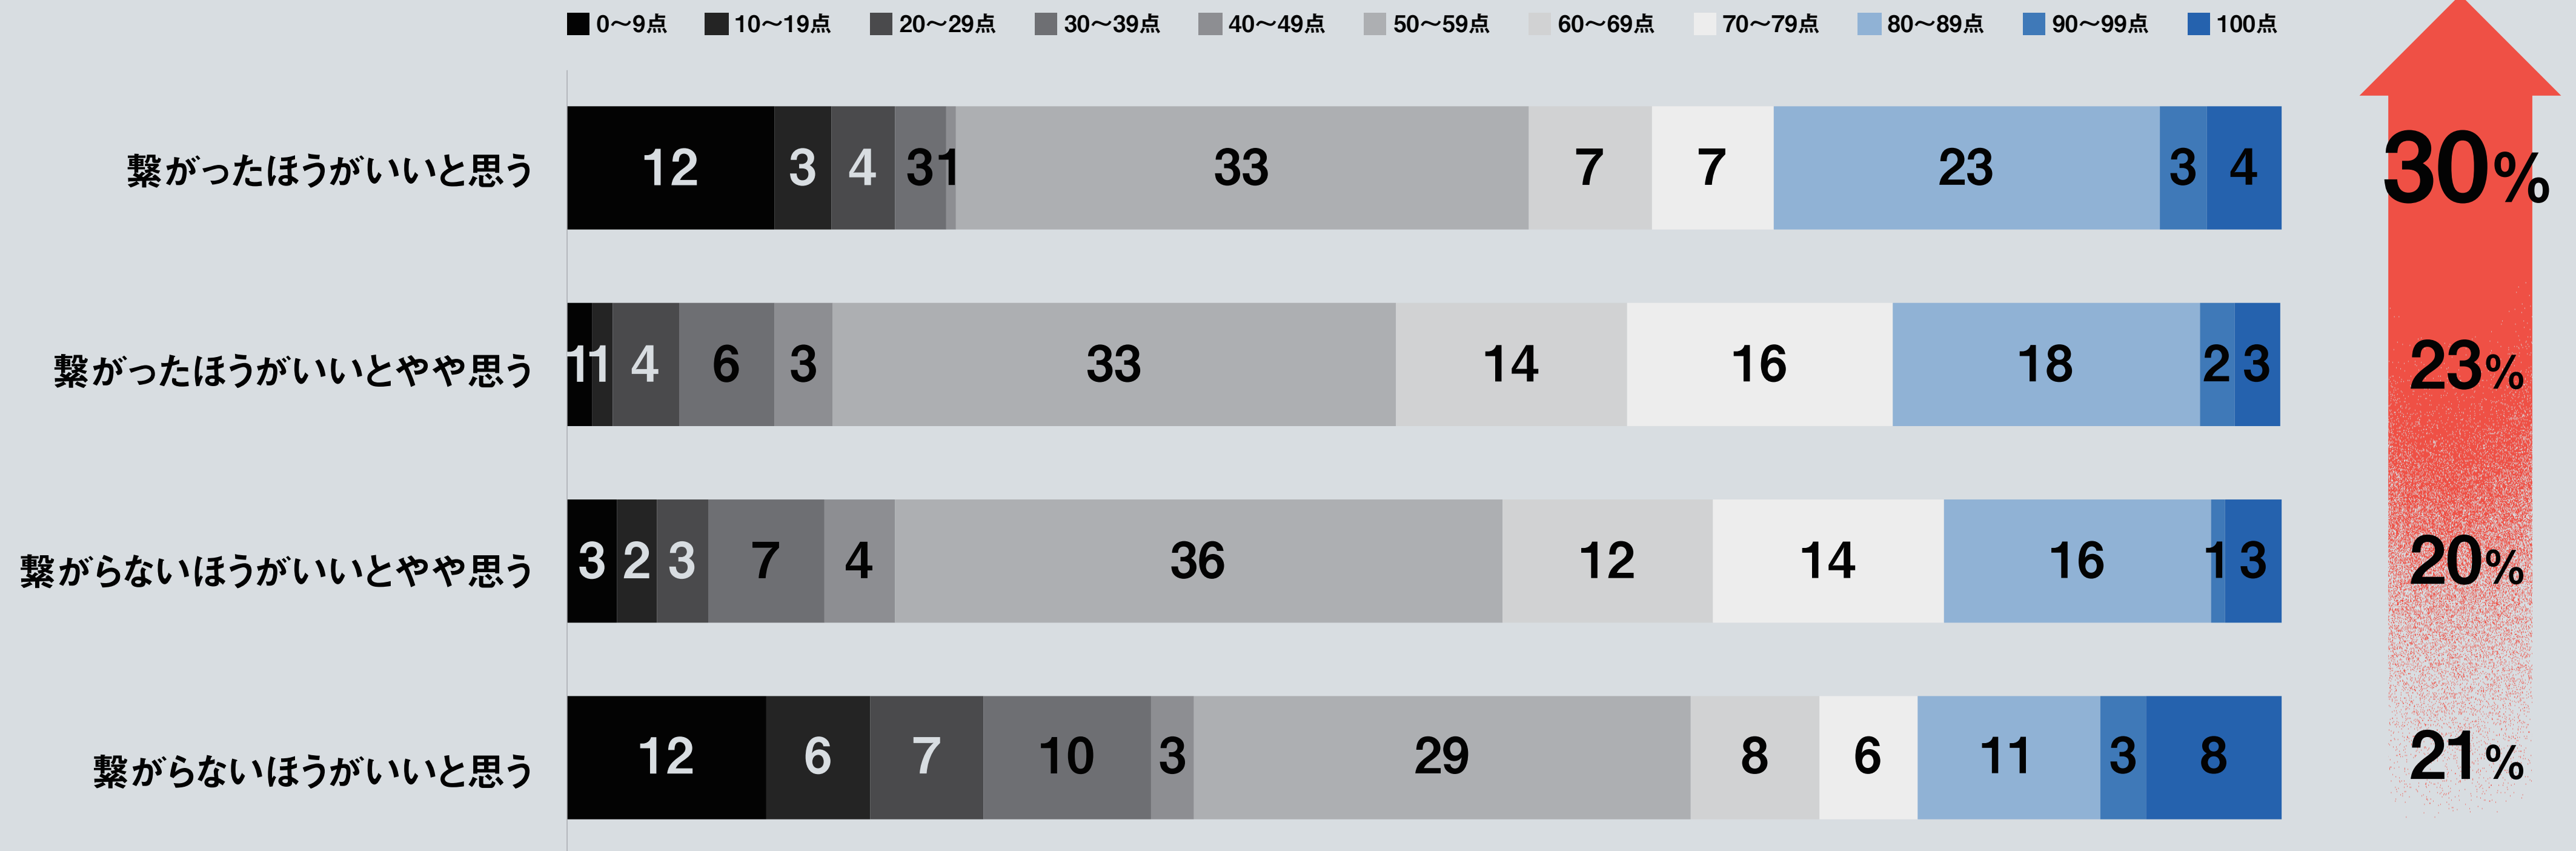 0〜9点 10〜19点 20〜29点 30〜39点 40〜49点 50〜59点 60〜69点 70〜79点 80〜89点 90〜99点 100点
繋がったほうがいいと思う 12 3 4 3 1 33 7 7 23 3 4 30%
繋がったほうがいいとやや思う 1 1 4 6 3 33 14 16 18 2 3 23%
繋がらないほうがいいとやや思う 3 2 3 7 4 36 12 14 16 1 3 20%
繋がらないほうがいいと思う 12 6 7 10 3 29 8 6 11 3 8 21%